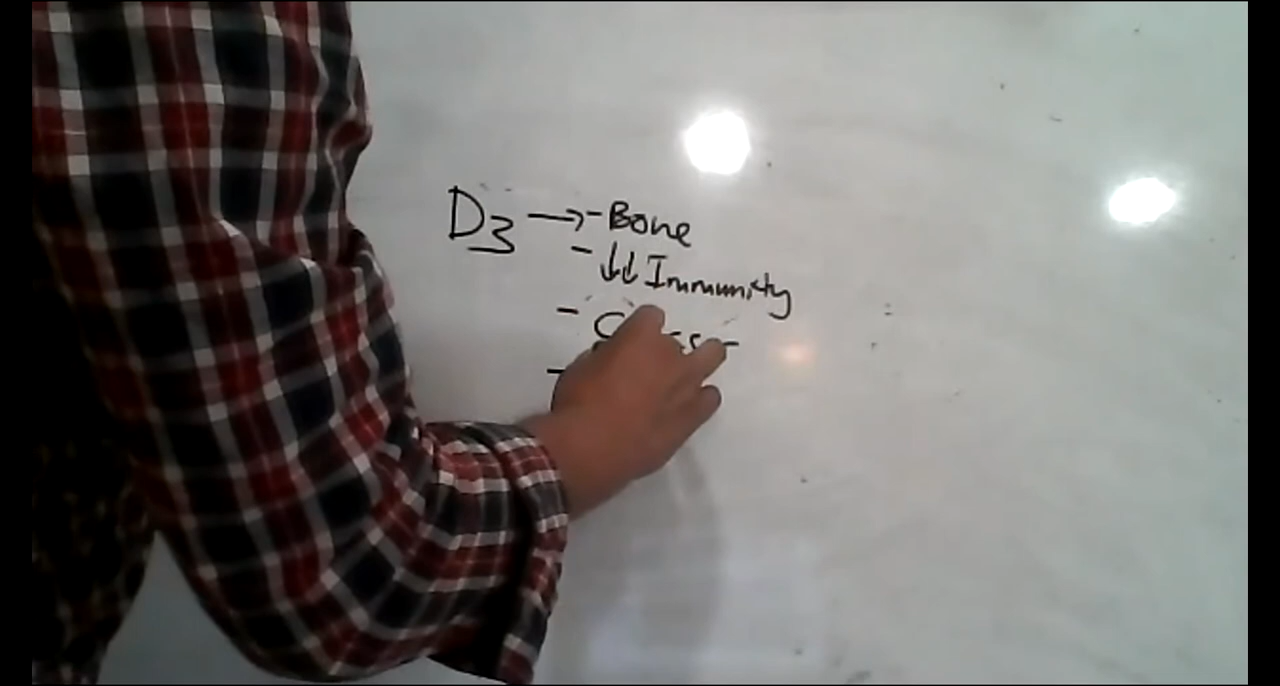 D3 → - Bone
- ↓↓ Immunity
-
-